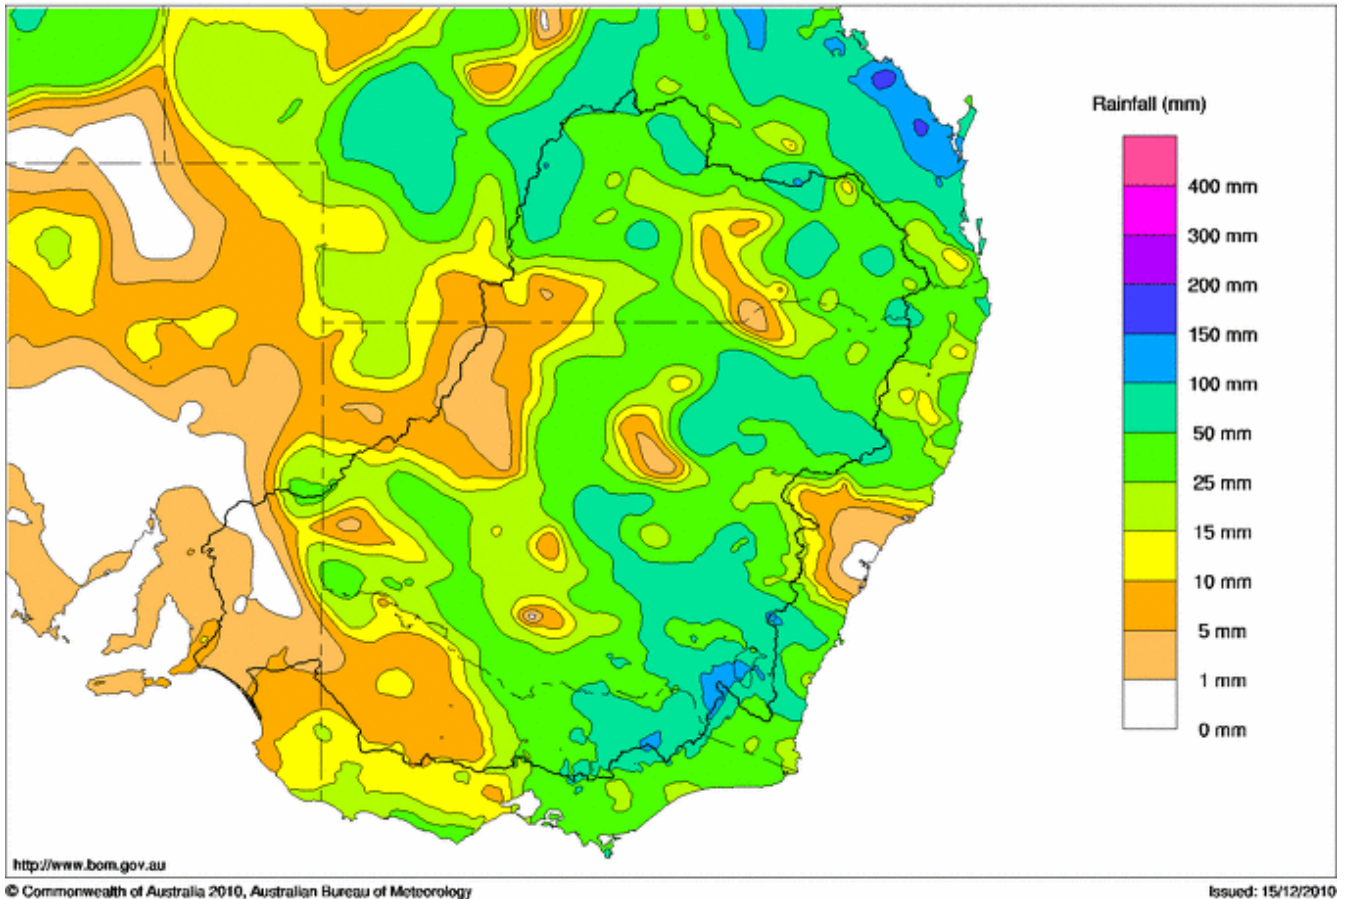 Rainfall (mm)
400 mm
300 mm
200 mm
150 mm
100 mm
50 mm
25 mm
15 mm
10 mm
5 mm
1 mm
0 mm
http://www.bom.gov.au
© Commonwealth of Australia 2010, Australian Bureau of Meteorology
Issued: 15/12/2010